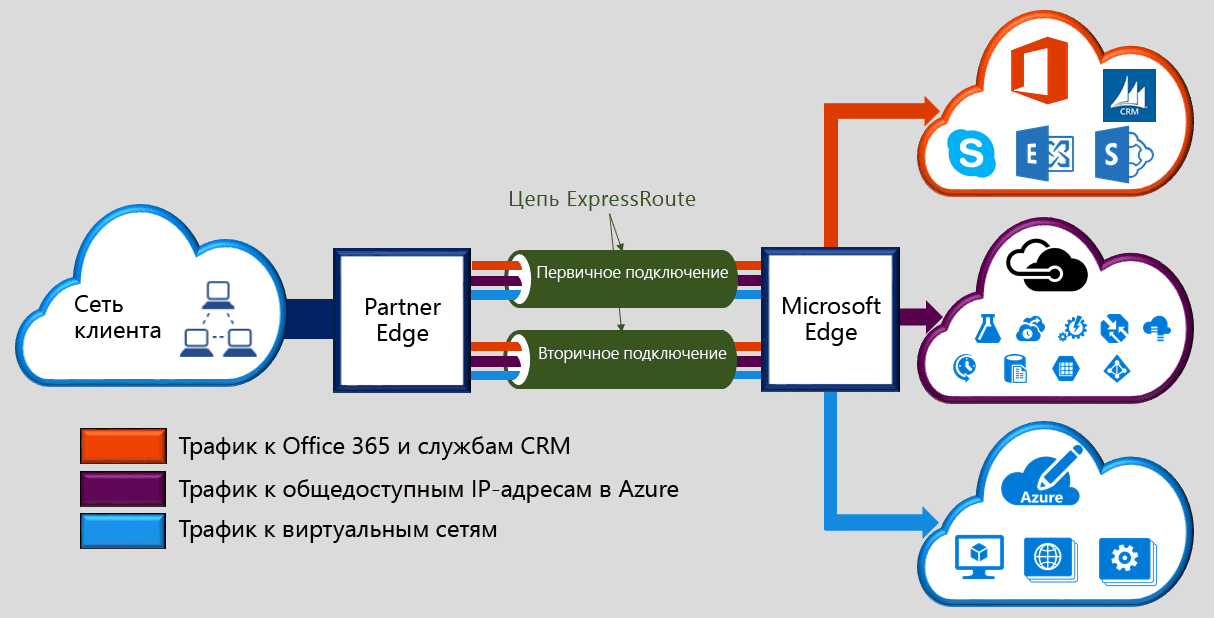 CRM
S
E
S
Цепь ExpressRoute
Первичное подключение
Сеть
клиента
Partner
Edge
Microsoft
Edge
Вторичное подключение
Трафик к Office 365 и службам CRM
Трафик к общедоступным IP-адресам в Azure
Трафик к виртуальным сетям
Azure